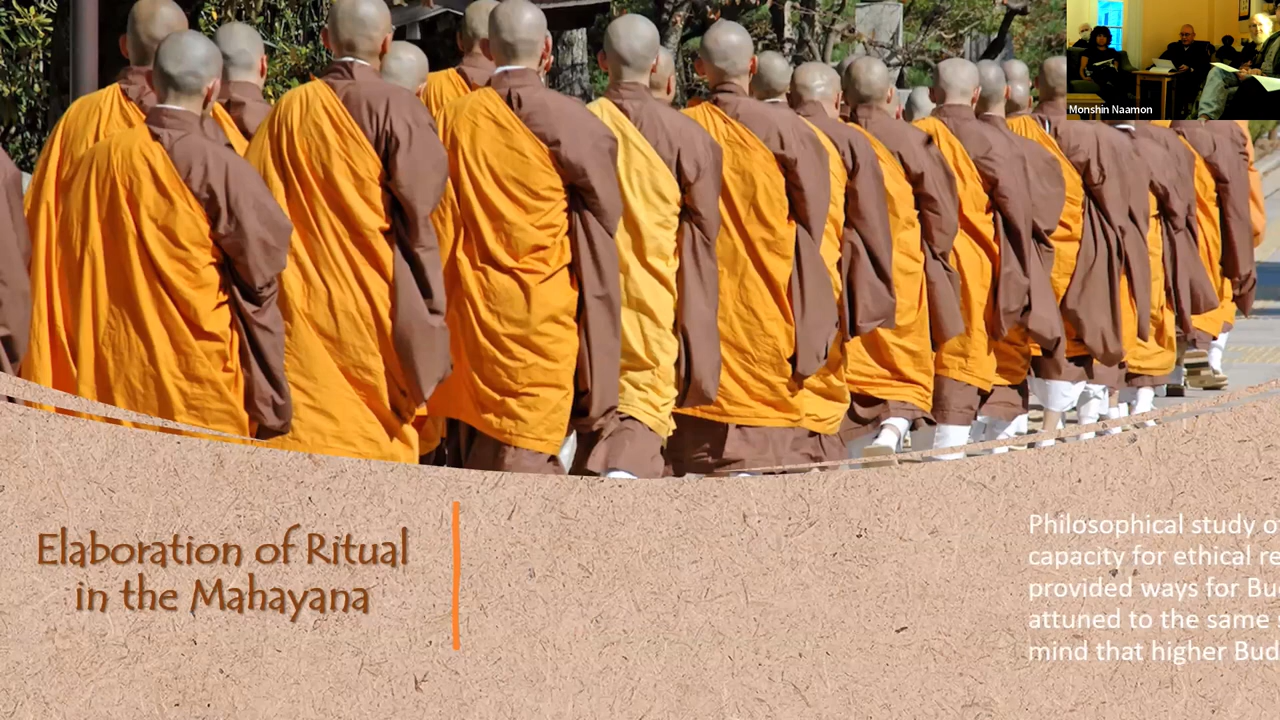 Monshin Naamon
Elaboration of Ritual
in the Mahayana
Philosophical study o
capacity for ethical re
provided ways for Bu
attuned to the same
mind that higher Bud